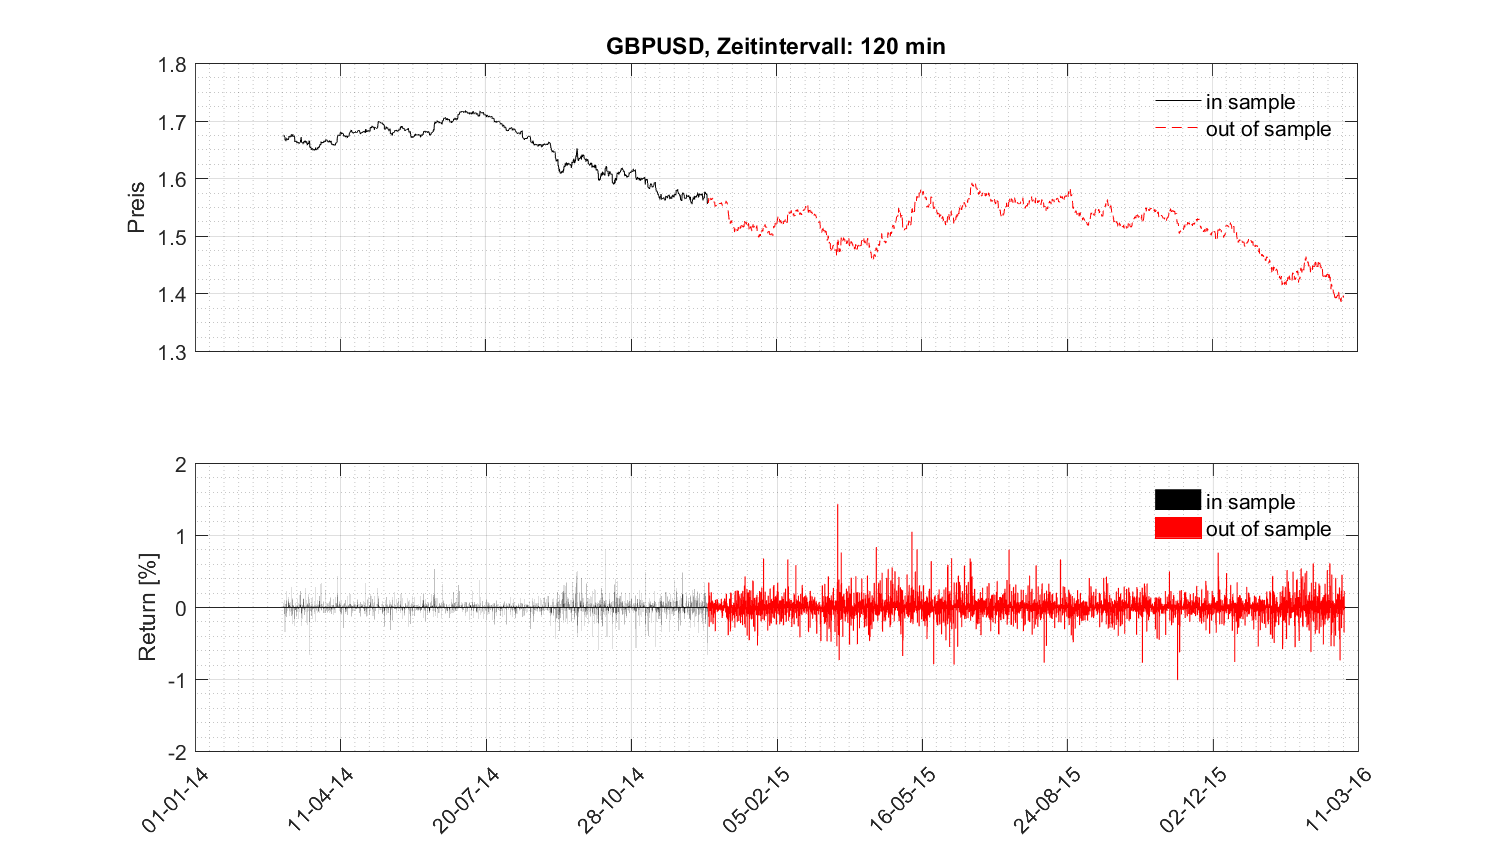 GBPUSD, Zeitintervall: 120 min
1.8
1.7
1.6
1.5
1.4
1.3
Preis
in sample
out of sample
2
1
0
-1
-2
Return [%]
in sample
out of sample
01-01-14
11-04-14
20-07-14
28-10-14
05-02-15
16-05-15
24-08-15
02-12-15
11-03-16